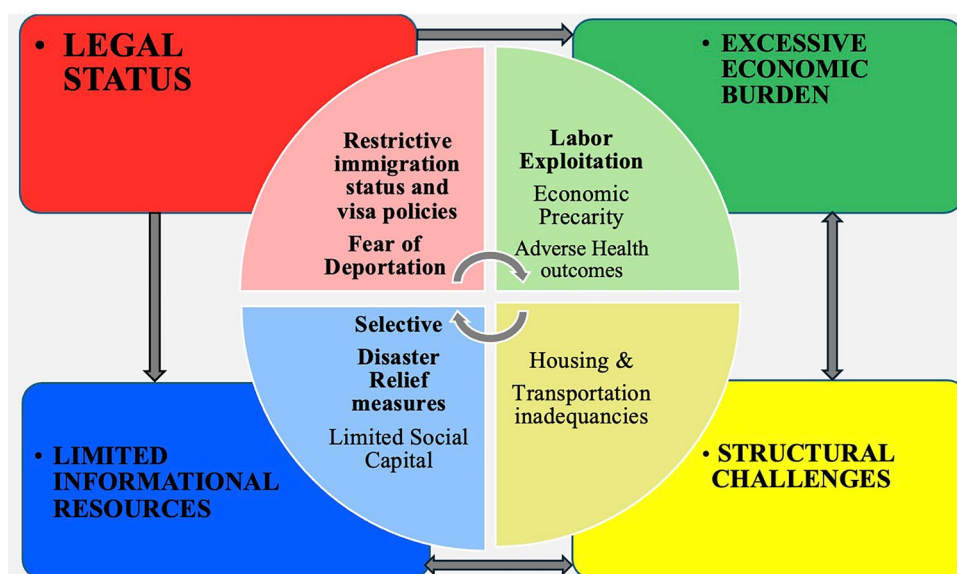 • LEGAL
STATUS
• EXCESSIVE
ECONOMIC
BURDEN
Restrictive
immigration
status and
visa policies
Fear of
Deportation
Labor
Exploitation
Economic
Precarity
Adverse Health
outcomes
Selective
Disaster
Relief
measures
Limited Social
Capital
Housing &
Transportation
inadequancies
• LIMITED
INFORMATIONAL
RESOURCES
• STRUCTURAL
CHALLENGES